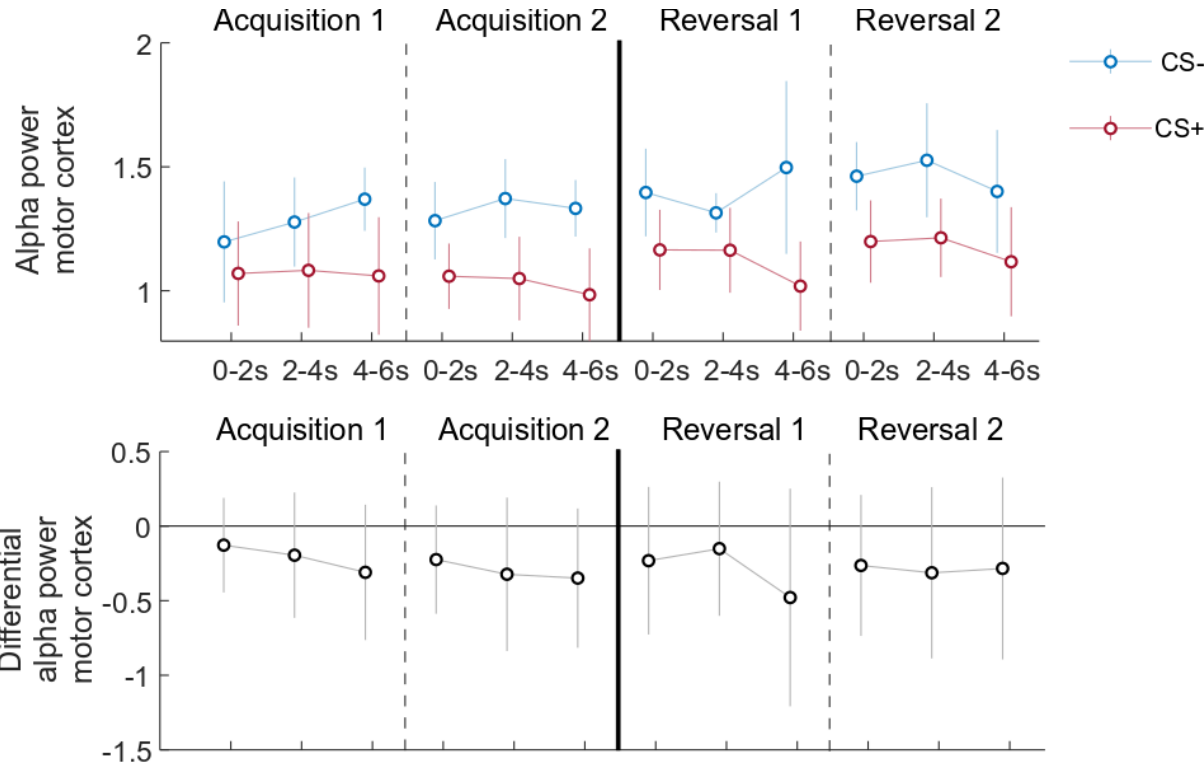 Acquisition 1 Acquisition 2 Reversal 1 Reversal 2
2
1.5
1
Alpha power
motor cortex
CS-
CS+
0-2s 2-4s 4-6s 0-2s 2-4s 4-6s 0-2s 2-4s 4-6s 0-2s 2-4s 4-6s
Acquisition 1 Acquisition 2 Reversal 1 Reversal 2
0.5
0
-0.5
-1
-1.5
Differential
alpha power
motor cortex